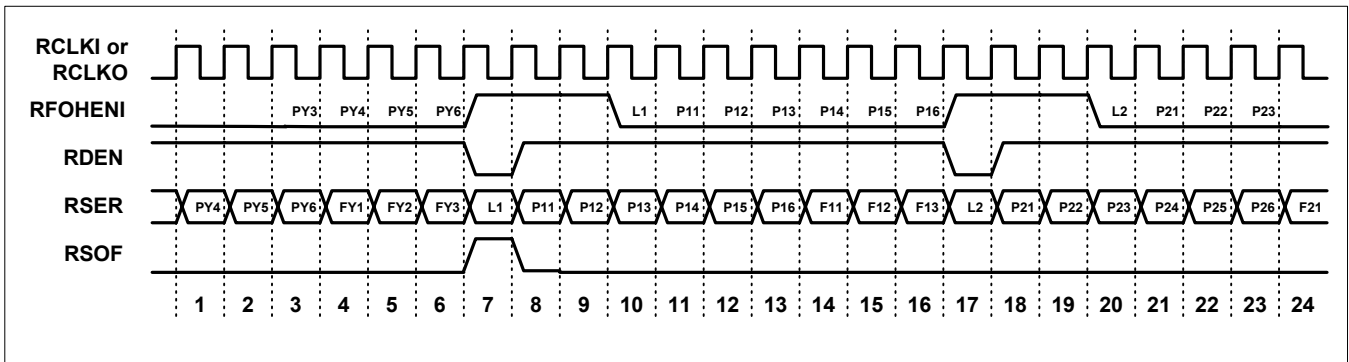 RCLKI or
RCLKO
RFOHENI PY3 PY4 PY5 PY6 L1 P11 P12 P13 P14 P15 P16 L2 P21 P22 P23
RDEN
RSER PY4 PY5 PY6 FY1 FY2 FY3 L1 P11 P12 P13 P14 P15 P16 F11 F12 F13 L2 P21 P22 P23 P24 P25 P26 F21
RSOF
1 2 3 4 5 6 7 8 9 10 11 12 13 14 15 16 17 18 19 20 21 22 23 24